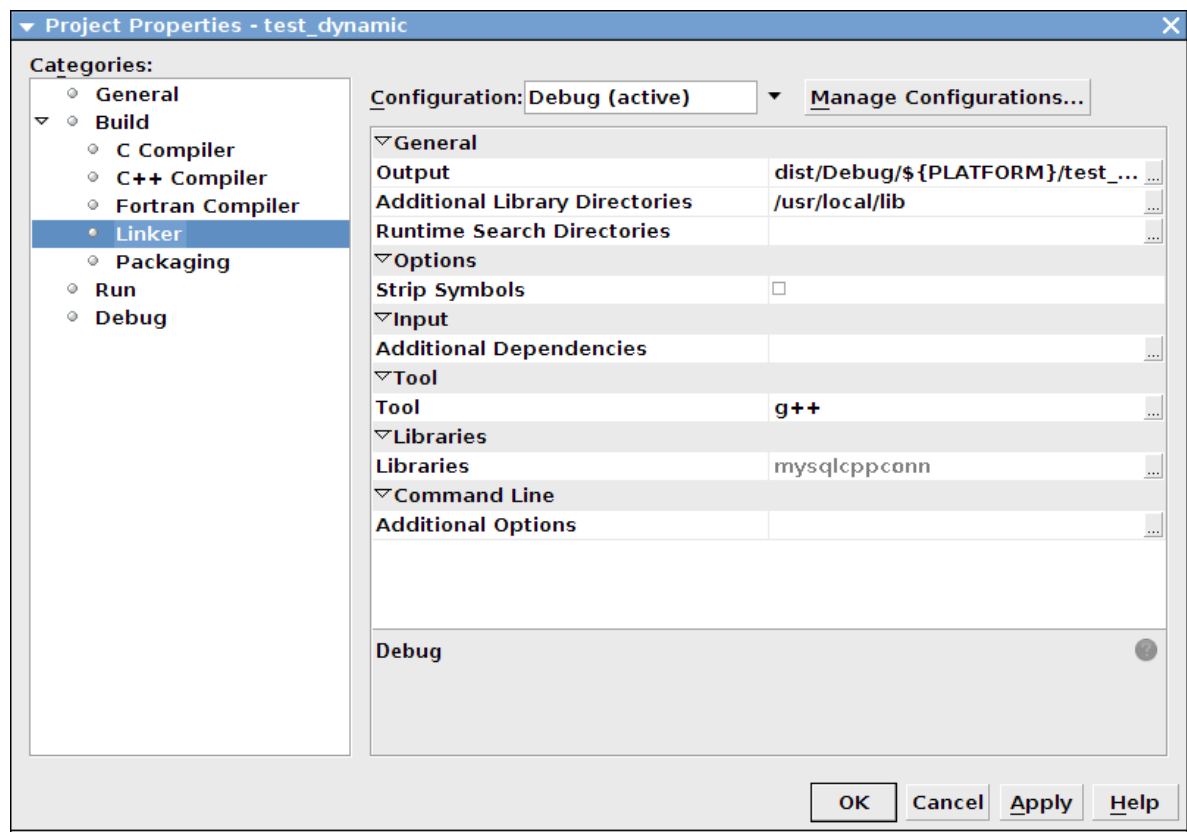 Project Properties - test_dynamic
Categories:
General
Build
C Compiler
C++ Compiler
Fortran Compiler
Linker
Packaging
Run
Debug
Configuration: Debug (active) Manage Configurations...
General
Output dist/Debug/${PLATFORM}/test_... ...
Additional Library Directories /usr/local/lib ...
Runtime Search Directories ...
Options
Strip Symbols
Input
Additional Dependencies ...
Tool
Tool g++ ...
Libraries
Libraries mysqlcppconn ...
Command Line
Additional Options ...
Debug ?
OK Cancel Apply Help